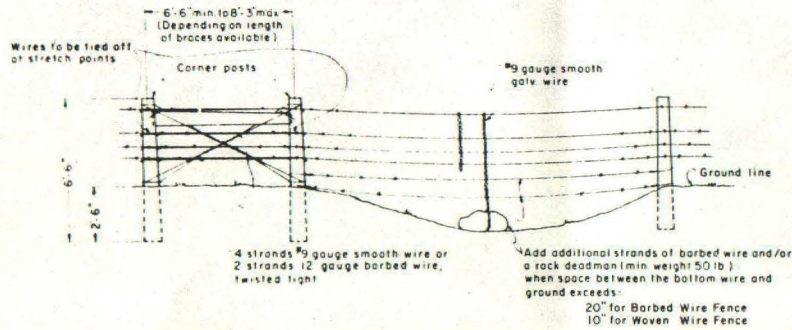 6'-6" min. to 8'-3" max
(Depending on length
of braces available)
Wires to be tied off
at stretch points
Corner posts
#9 gauge smooth
galv. wire
6'-6"
2'-6"
Ground line
4 strands #9 gauge smooth wire or
2 strands 12 gauge barbed wire,
twisted tight
Add additional strands of barbed wire and/or
a rock deadman (min. weight 50 lb)
when space between the bottom wire and
ground exceeds:
20" for Barbed Wire Fence
10" for Woven Wire Fence